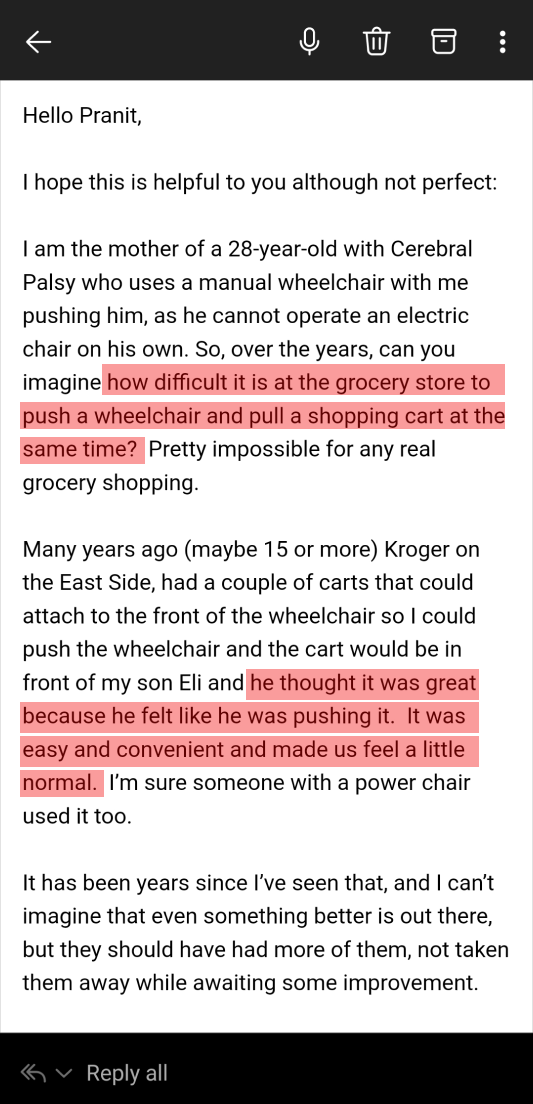 Hello Pranit,
I hope this is helpful to you although not perfect:
I am the mother of a 28-year-old with Cerebral
Palsy who uses a manual wheelchair with me
pushing him, as he cannot operate an electric
chair on his own. So, over the years, can you
imagine how difficult it is at the grocery store to
push a wheelchair and pull a shopping cart at the
same time? Pretty impossible for any real
grocery shopping.
Many years ago (maybe 15 or more) Kroger on
the East Side, had a couple of carts that could
attach to the front of the wheelchair so I could
push the wheelchair and the cart would be in
front of my son Eli and he thought it was great
because he felt like he was pushing it.  It was
easy and convenient and made us feel a little
normal.  I’m sure someone with a power chair
used it too.
It has been years since I’ve seen that, and I can’t
imagine that even something better is out there,
but they should have had more of them, not taken
them away while awaiting some improvement.
Reply all